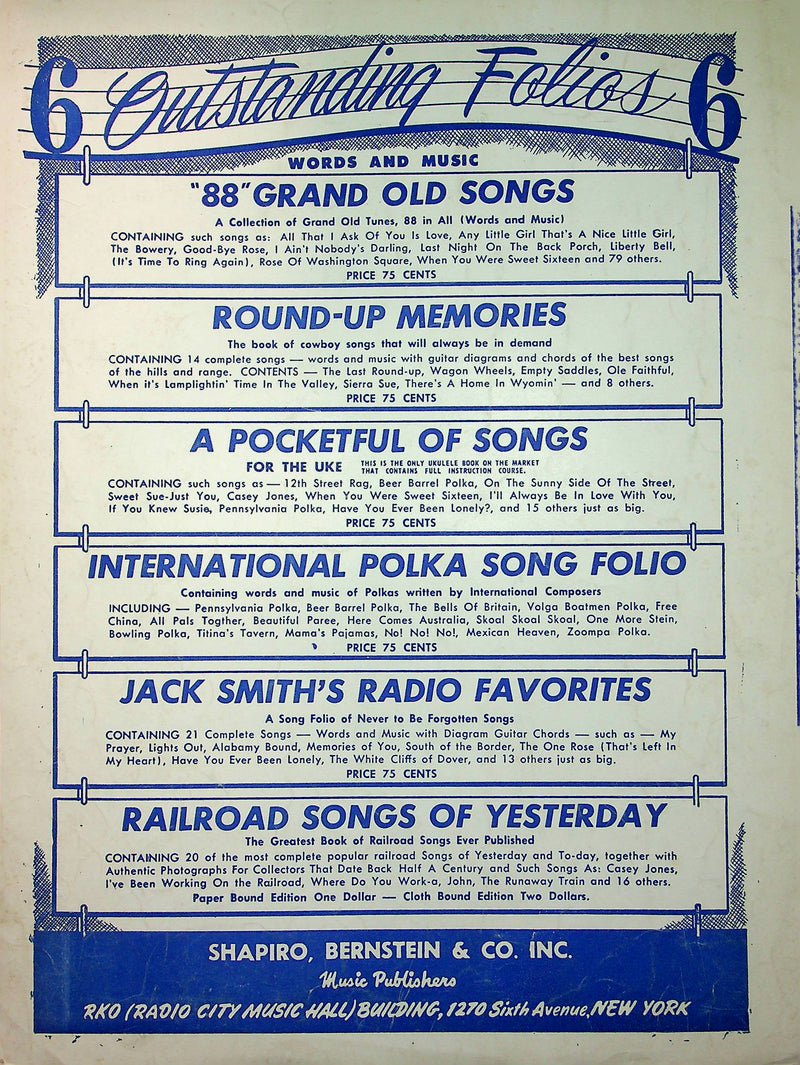 6 Outstanding Folios 6
WORDS AND MUSIC
"88" GRAND OLD SONGS
A Collection of Grand Old Tunes, 88 in All (Words and Music)
CONTAINING such songs as: All That I Ask Of You Is Love, Any Little Girl That's A Nice Little Girl,
The Bowery, Good-Bye Rose, I Ain't Nobody's Darling, Last Night On The Back Porch, Liberty Bell,
(It's Time To Ring Again), Rose Of Washington Square, When You Were Sweet Sixteen and 79 others.
PRICE 75 CENTS
ROUND-UP MEMORIES
The book of cowboy songs that will always be in demand
CONTAINING 14 complete songs — words and music with guitar diagrams and chords of the best songs
of the hills and range. CONTENTS — The Last Round-up, Wagon Wheels, Empty Saddles, Ole Faithful,
When it's Lamplightin' Time In The Valley, Sierra Sue, There's A Home In Wyomin' — and 8 others.
PRICE 75 CENTS
A POCKETFUL OF SONGS
FOR THE UKE THIS IS THE ONLY UKULELE BOOK ON THE MARKET
THAT CONTAINS FULL INSTRUCTION COURSE.
CONTAINING such songs as — 12th Street Rag, Beer Barrel Polka, On The Sunny Side Of The Street,
Sweet Sue-Just You, Casey Jones, When You Were Sweet Sixteen, I'll Always Be In Love With You,
If You Knew Susie, Pennsylvania Polka, Have You Ever Been Lonely?, and 15 others just as big.
PRICE 75 CENTS
INTERNATIONAL POLKA SONG FOLIO
Containing words and music of Polkas written by International Composers
INCLUDING — Pennsylvania Polka, Beer Barrel Polka, The Bells Of Britain, Volga Boatmen Polka, Free
China, All Pals Togther, Beautiful Paree, Here Comes Australia, Skoal Skoal Skoal, One More Stein,
Bowling Polka, Titina's Tavern, Mama's Pajamas, No! No! No!, Mexican Heaven, Zoompa Polka.
PRICE 75 CENTS
JACK SMITH'S RADIO FAVORITES
A Song Folio of Never to Be Forgotten Songs
CONTAINING 21 Complete Songs — Words and Music with Diagram Guitar Chords — such as — My
Prayer, Lights Out, Alabamy Bound, Memories of You, South of the Border, The One Rose (That's Left In
My Heart), Have You Ever Been Lonely, The White Cliffs of Dover, and 13 others just as big.
PRICE 75 CENTS
RAILROAD SONGS OF YESTERDAY
The Greatest Book of Railroad Songs Ever Published
CONTAINING 20 of the most complete popular railroad Songs of Yesterday and To-day, together with
Authentic Photographs For Collectors That Date Back Half A Century and Such Songs As: Casey Jones,
I've Been Working On the Railroad, Where Do You Work-a, John, The Runaway Train and 16 others.
Paper Bound Edition One Dollar — Cloth Bound Edition Two Dollars.
SHAPIRO, BERNSTEIN & CO. INC.
Music Publishers
RKO (RADIO CITY MUSIC HALL) BUILDING, 1270 Sixth Avenue, NEW YORK